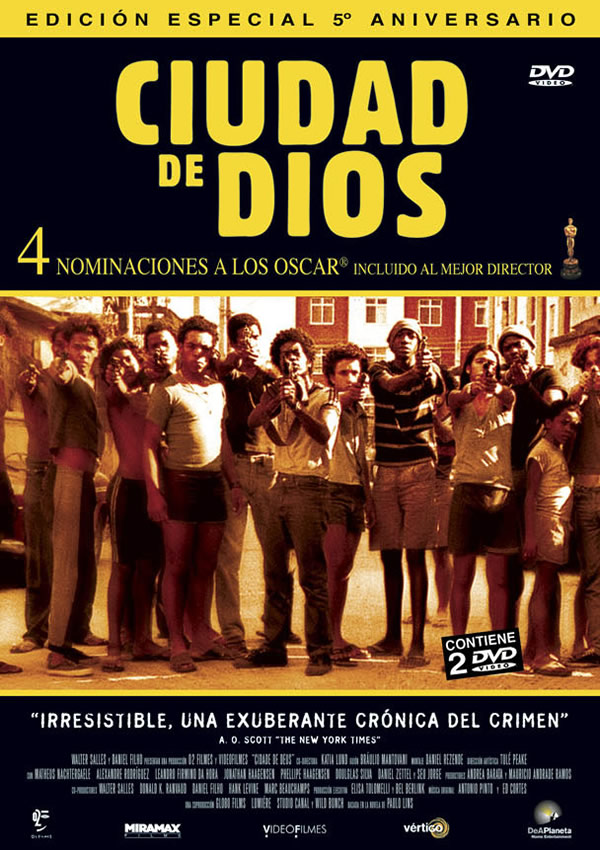 EDICIÓN ESPECIAL 5º ANIVERSARIO
DVD
VIDEO
CIUDAD
DE DIOS
4 NOMINACIONES A LOS OSCAR® INCLUIDO AL MEJOR DIRECTOR
CONTIENE
2 DVD
VIDEO
"IRRESISTIBLE, UNA EXUBERANTE CRÓNICA DEL CRIMEN"
A. O. SCOTT "THE NEW YORK TIMES"
WALTER SALLES Y DANIEL FILHO PRESENTAN UNA PRODUCCIÓN O2 FILMES Y VIDEOFILMES "CIDADE DE DEUS" CO-DIRECTORA KATIA LUND GUIÓN BRÁULIO MANTOVANI MONTAJE DANIEL REZENDE DIRECCIÓN ARTÍSTICA TULÉ PEAKE
CON MATHEUS NACHTERGAELE ALEXANDRE RODRÍGUEZ LEANDRO FIRMINO DA HORA JONATHAN HAAGENSEN PHELLIPE HAAGENSEN DOUGLAS SILVA DANIEL ZETTEL Y SEU JORGE PRODUCTORES ANDREA BARATA Y MAURICIO ANDRADE RAMOS
CO-PRODUCTORES WALTER SALLES DONALD K. RANVAUD DANIEL FILHO HANK LEVINE MARC BEAUCHAMPS PRODUCCIÓN EJECUTIVA ELISA TOLOMELLI Y BEL BERLINK MÚSICA ORIGINAL ANTONIO PINTO Y ED CORTES
UNA COPRODUCCIÓN GLOBO FILMS LUMIÈRE STUDIO CANAL Y WILD BUNCH BASADA EN LA NOVELA DE PAULO LINS
MIRAMAX
VIDEOFILMES
vértigo
DeAPlaneta
Home Entertainment